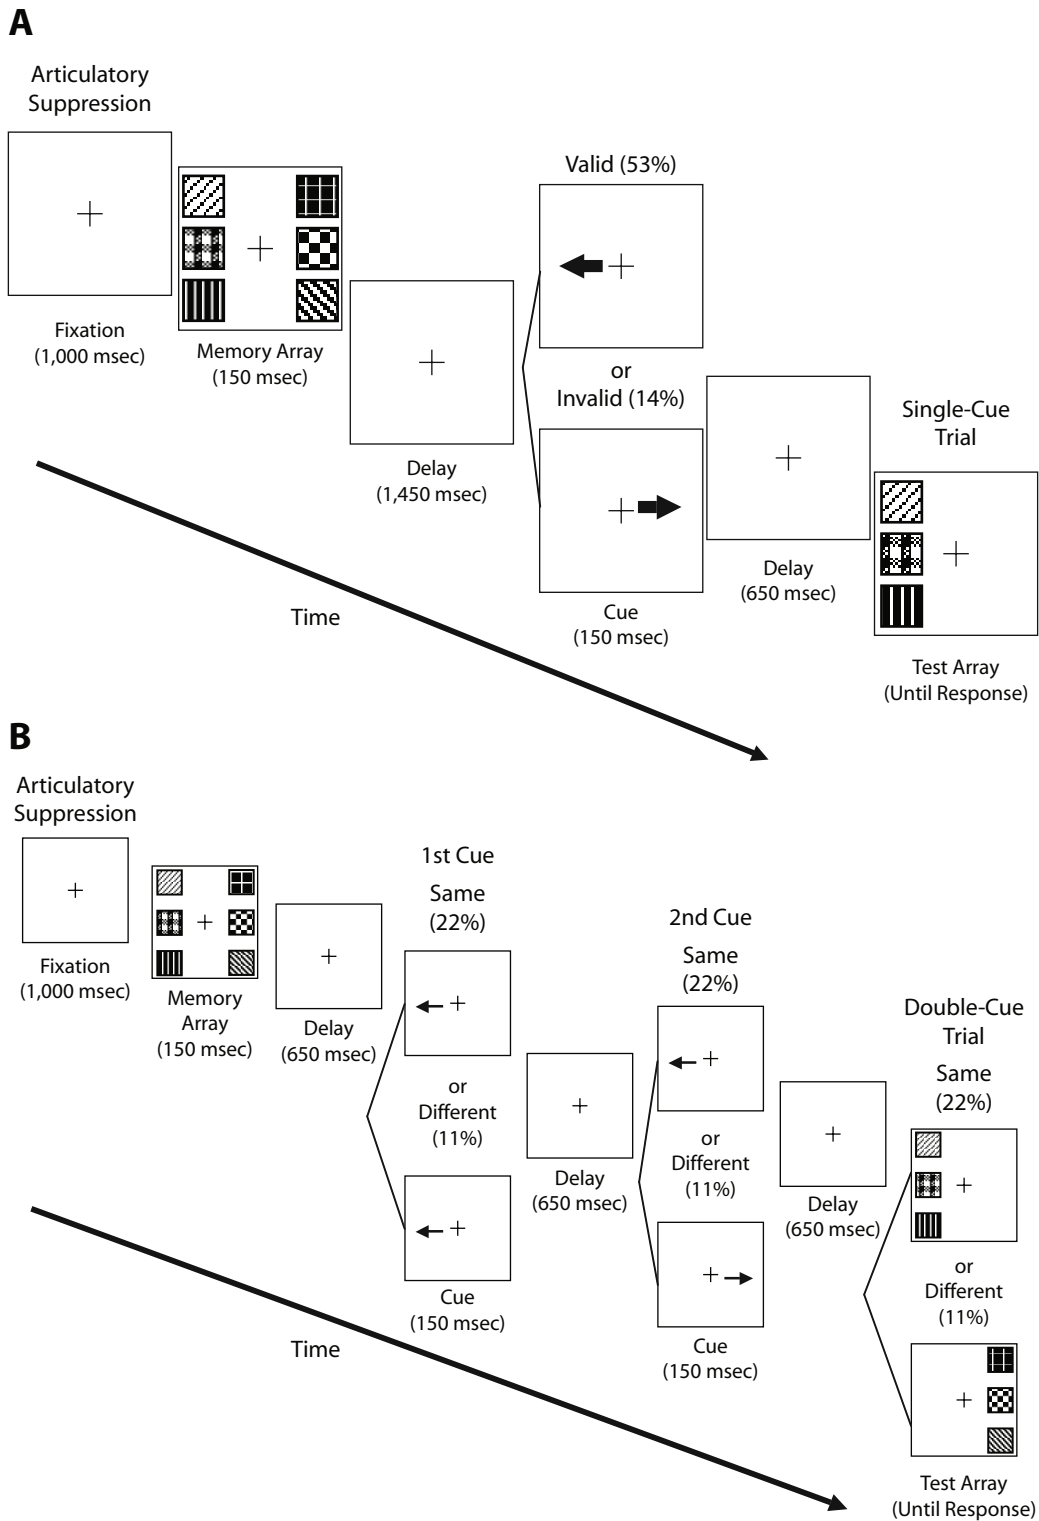 A
Articulatory
Suppression
Fixation
(1,000 msec)
Memory Array
(150 msec)
Delay
(1,450 msec)
Valid (53%)
or
Invalid (14%)
Cue
(150 msec)
Delay
(650 msec)
Single-Cue
Trial
Test Array
(Until Response)
Time
B
Articulatory
Suppression
Fixation
(1,000 msec)
Memory
Array
(150 msec)
Delay
(650 msec)
1st Cue
Same
(22%)
or
Different
(11%)
Cue
(150 msec)
Delay
(650 msec)
2nd Cue
Same
(22%)
or
Different
(11%)
Cue
(150 msec)
Delay
(650 msec)
Double-Cue
Trial
Same
(22%)
or
Different
(11%)
Test Array
(Until Response)
Time